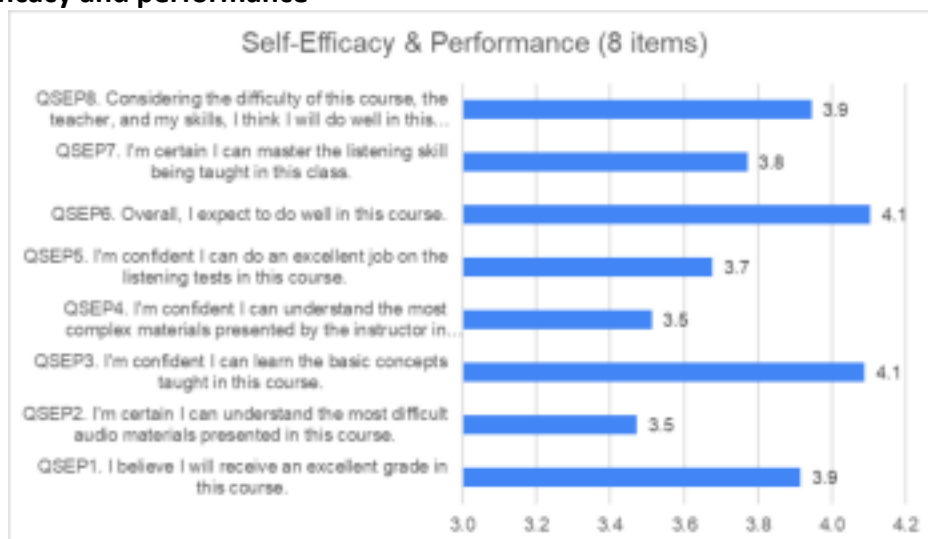 ficacy and performance
Self-Efficacy & Performance (8 items)
QSEP8. Considering the difficulty of this course, the
teacher, and my skills, I think I will do well in this...
3.9
QSEP7. I'm certain I can master the listening skill
being taught in this class.
3.8
QSEP6. Overall, I expect to do well in this course.
4.1
QSEP5. I'm confident I can do an excellent job on the
listening tests in this course.
3.7
QSEP4. I'm confident I can understand the most
complex materials presented by the instructor in...
3.5
QSEP3. I'm confident I can learn the basic concepts
taught in this course.
4.1
QSEP2. I'm certain I can understand the most difficult
audio materials presented in this course.
3.5
QSEP1. I believe I will receive an excellent grade in
this course.
3.9
3.0 3.2 3.4 3.6 3.8 4.0 4.2